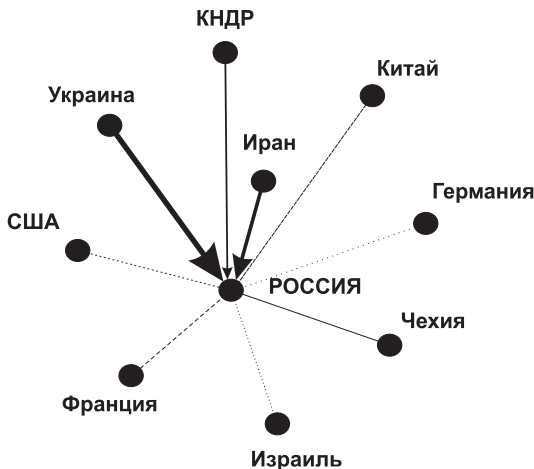 КНДР
Китай
Украина
Иран
Германия
США
РОССИЯ
Чехия
Франция
Израиль